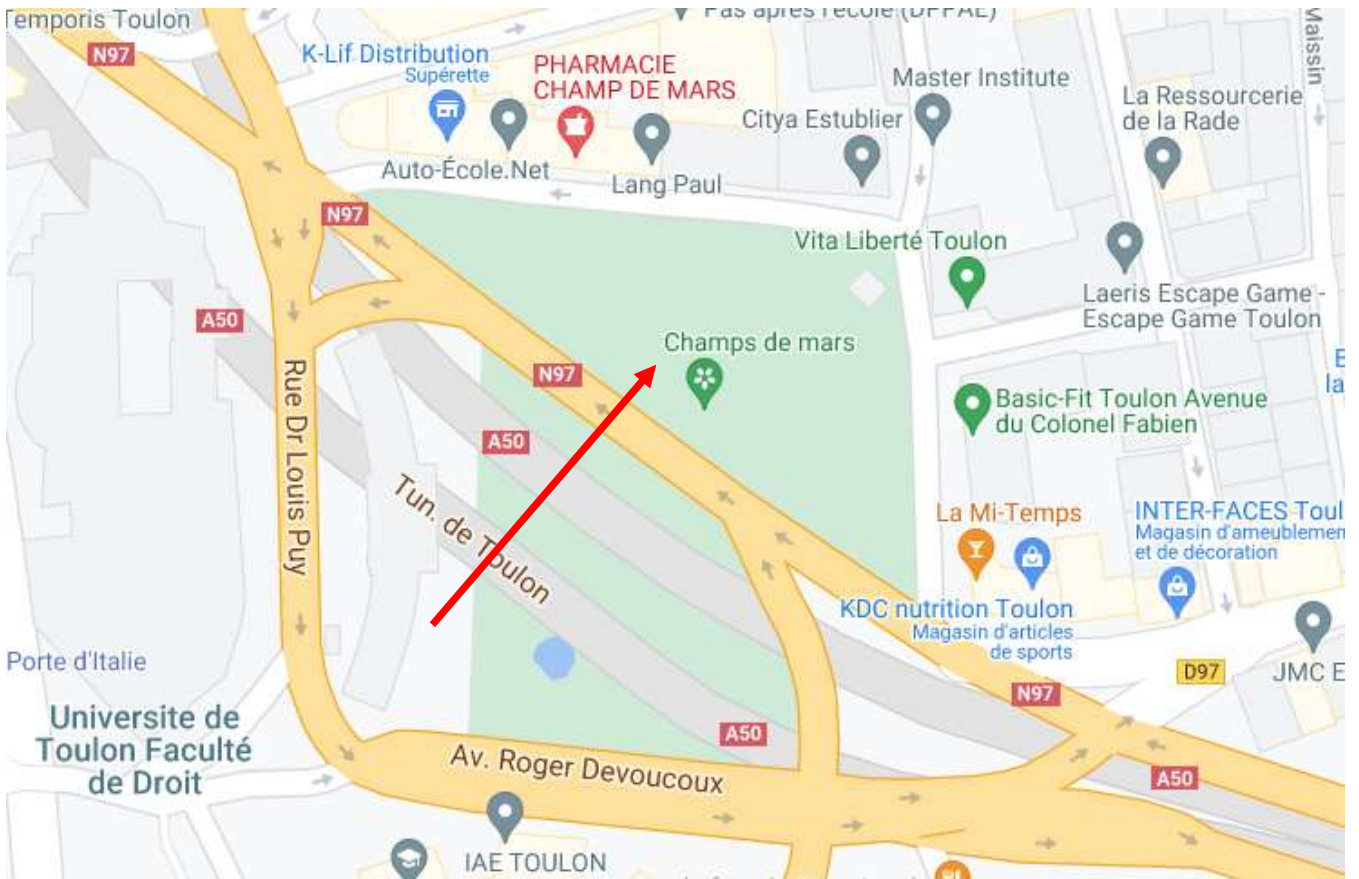 Temporis Toulon
Pas après l'école (DPPAE)
N97
K-Lif Distribution
Supérette
PHARMACIE
CHAMP DE MARS
Master Institute
Maissin
La Ressourcerie
de la Rade
Citya Estublier
Auto-École.Net
Lang Paul
N97
Vita Liberté Toulon
Laeris Escape Game -
Escape Game Toulon
A50
Champs de mars
N97
Rue Dr Louis Puy
Basic-Fit Toulon Avenue
du Colonel Fabien
A50
Tun. de Toulon
La Mi-Temps
INTER-FACES Toul
Magasin d'ameublemen
et de décoration
KDC nutrition Toulon
Magasin d'articles
de sports
Porte d'Italie
D97
JMC E
N97
Universite de
Toulon Faculté
de Droit
A50
Av. Roger Devoucoux
A50
IAE TOULON